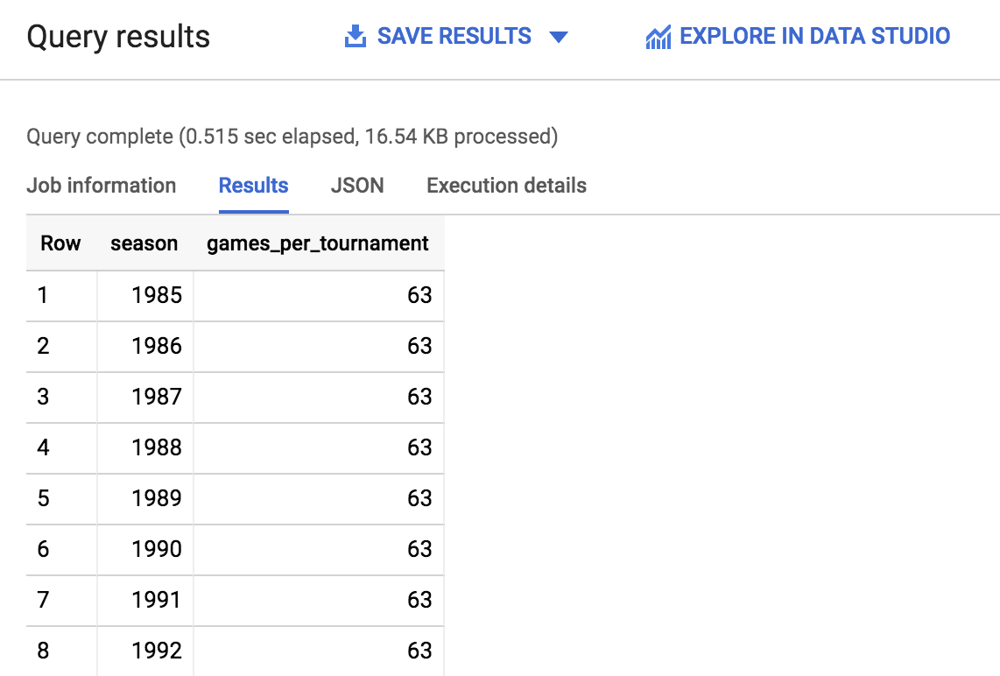 Query results SAVE RESULTS EXPLORE IN DATA STUDIO
Query complete (0.515 sec elapsed, 16.54 KB processed)
Job information Results JSON Execution details
Row season games_per_tournament
1 1985 63
2 1986 63
3 1987 63
4 1988 63
5 1989 63
6 1990 63
7 1991 63
8 1992 63